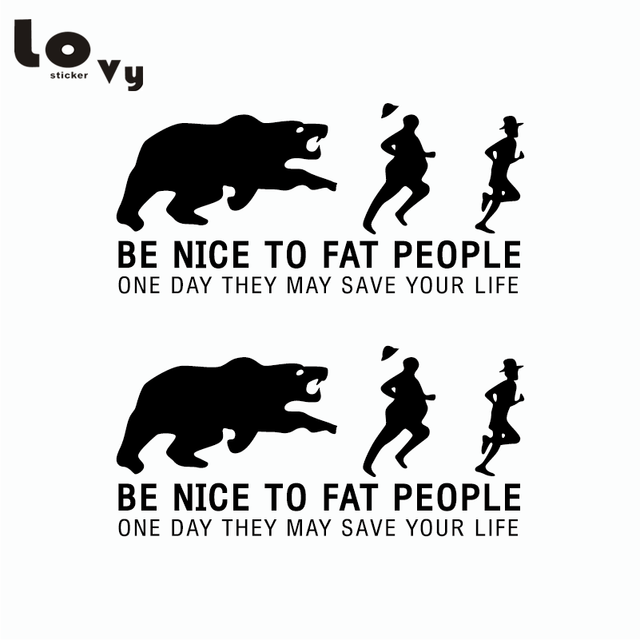 Lo
sticker
vy
BE NICE TO FAT PEOPLE
ONE DAY THEY MAY SAVE YOUR LIFE
BE NICE TO FAT PEOPLE
ONE DAY THEY MAY SAVE YOUR LIFE